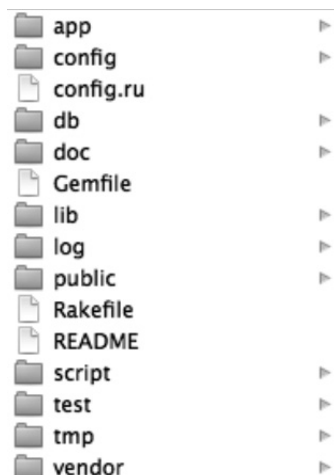 app
config
config.ru
db
doc
Gemfile
lib
log
public
Rakefile
README
script
test
tmp
vendor